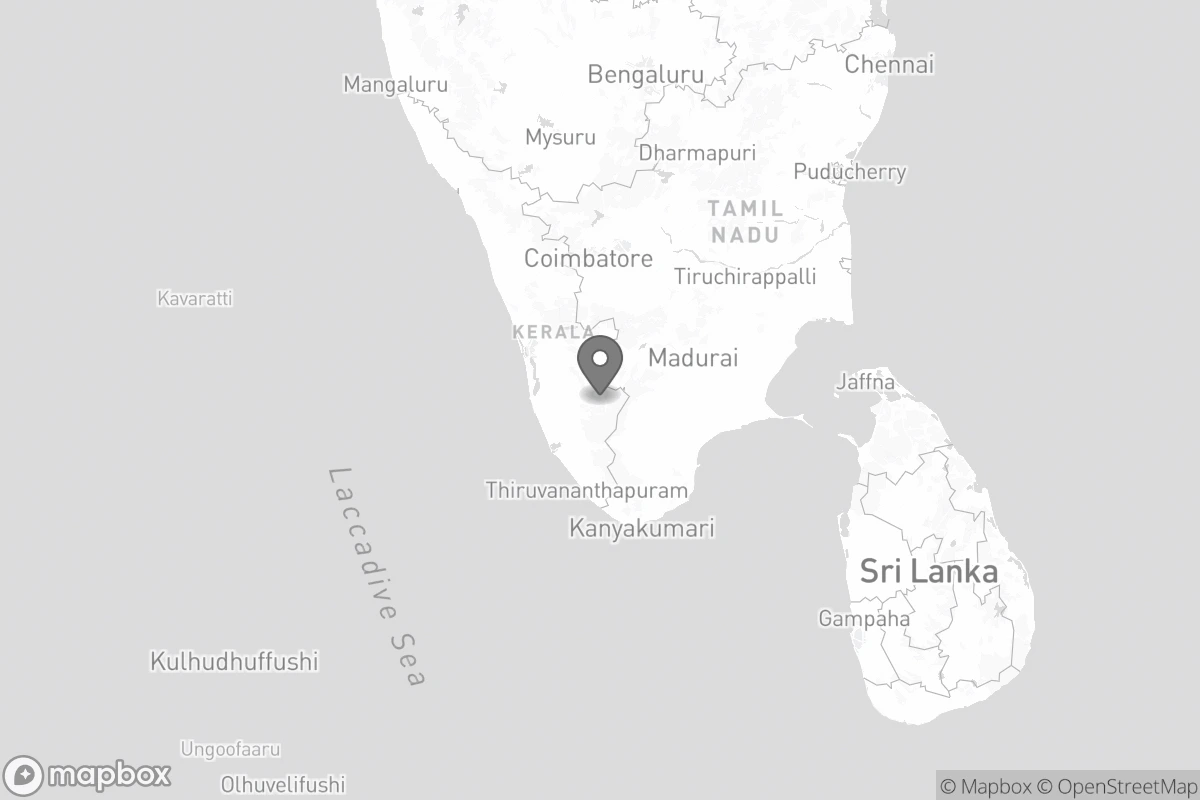 Chennai
Bengaluru
Mangaluru
Mysuru
Dharmapuri
Puducherry
TAMIL
NADU
Coimbatore
Tiruchirappalli
Kavaratti
KERALA
Madurai
Jaffna
Laccadive Sea
Thiruvananthapuram
Kanyakumari
Sri Lanka
Gampaha
Kulhudhuffushi
Ungoofaaru
mapbox
Olhuvelifushi
© Mapbox © OpenStreetMap